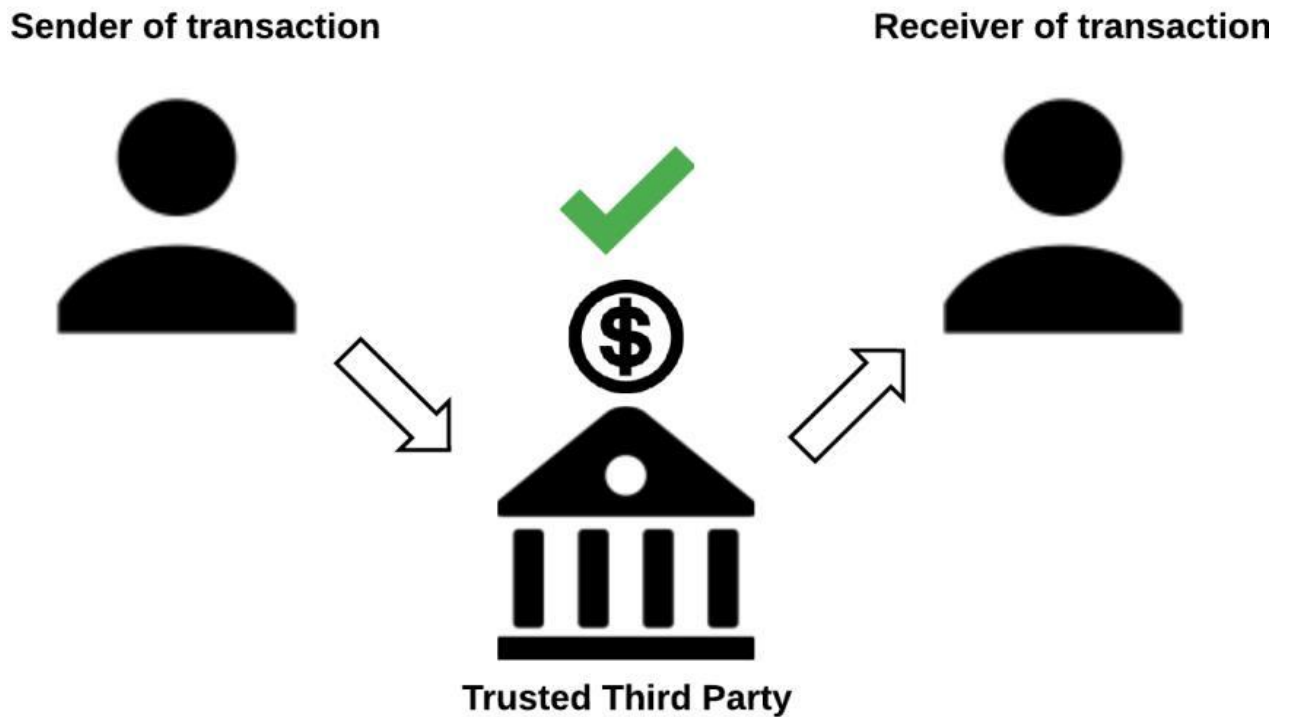 Sender of transaction
Receiver of transaction
$
Trusted Third Party